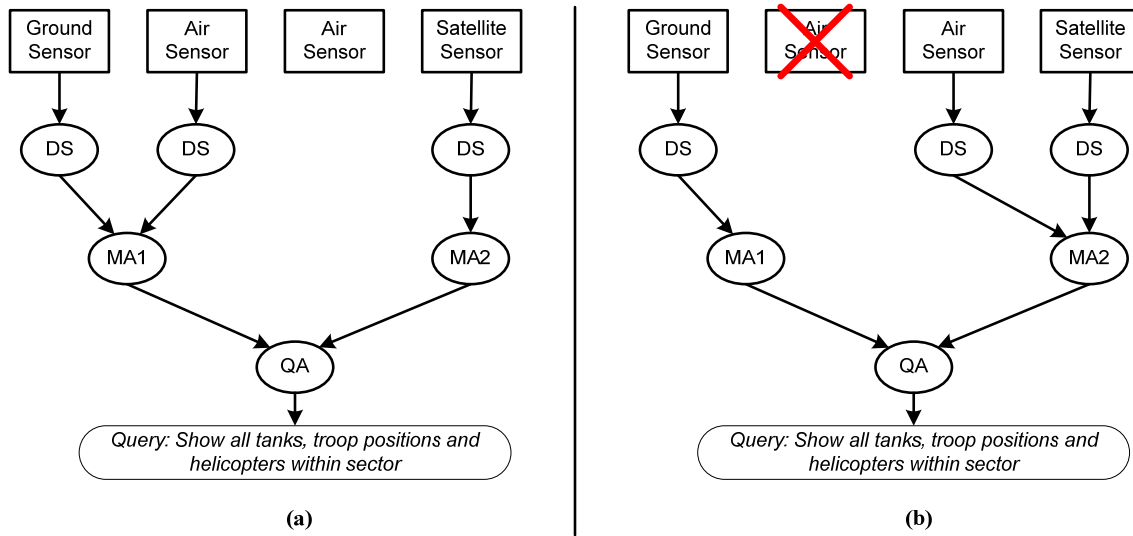 Ground
Sensor
Air
Sensor
Air
Sensor
Satellite
Sensor
DS
DS
DS
MA1
MA2
QA
Query: Show all tanks, troop positions and
helicopters within sector
(a)
Ground
Sensor
Air
Sensor
Air
Sensor
Satellite
Sensor
DS
DS
DS
MA1
MA2
QA
Query: Show all tanks, troop positions and
helicopters within sector
(b)